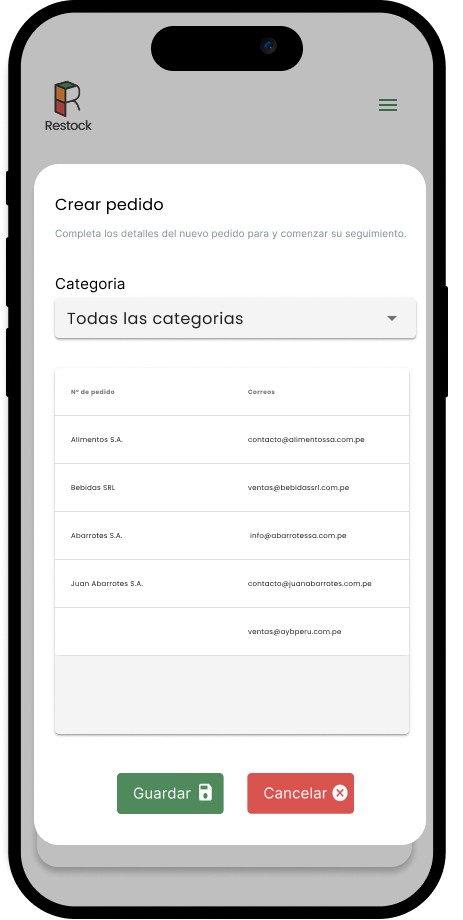 Restock
Crear pedido
Completa los detalles del nuevo pedido para y comenzar su seguimiento.
Categoria
Todas las categorias
N° de pedido Correos
Alimentos S.A. contacto@alimentossa.com.pe
Bebidas SRL ventas@bebidassrl.com.pe
Abarrotes S.A. info@abarrotessa.com.pe
Juan Abarrotes S.A. contacto@juanabarrotes.com.pe
ventas@aybperu.com.pe
Guardar Cancelar